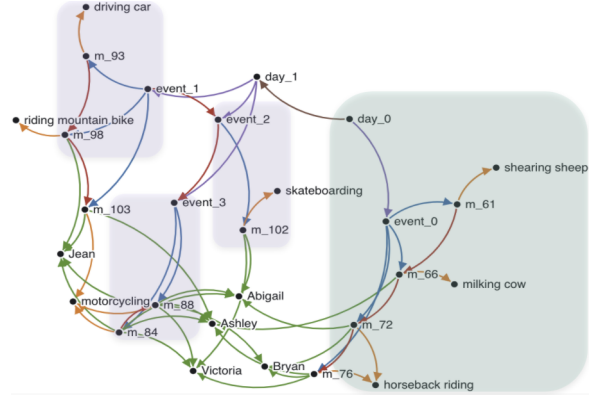 driving car
m_93
day_1
event_1
riding mountain bike
event_2
day_0
m_98
shearing sheep
skateboarding
event_3
m_61
m_103
event_0
m_102
Jean
m_66
milking cow
Abigail
motorcycling
m_88
Ashley
m_72
m_84
Bryan
Victoria
m_76
horseback riding